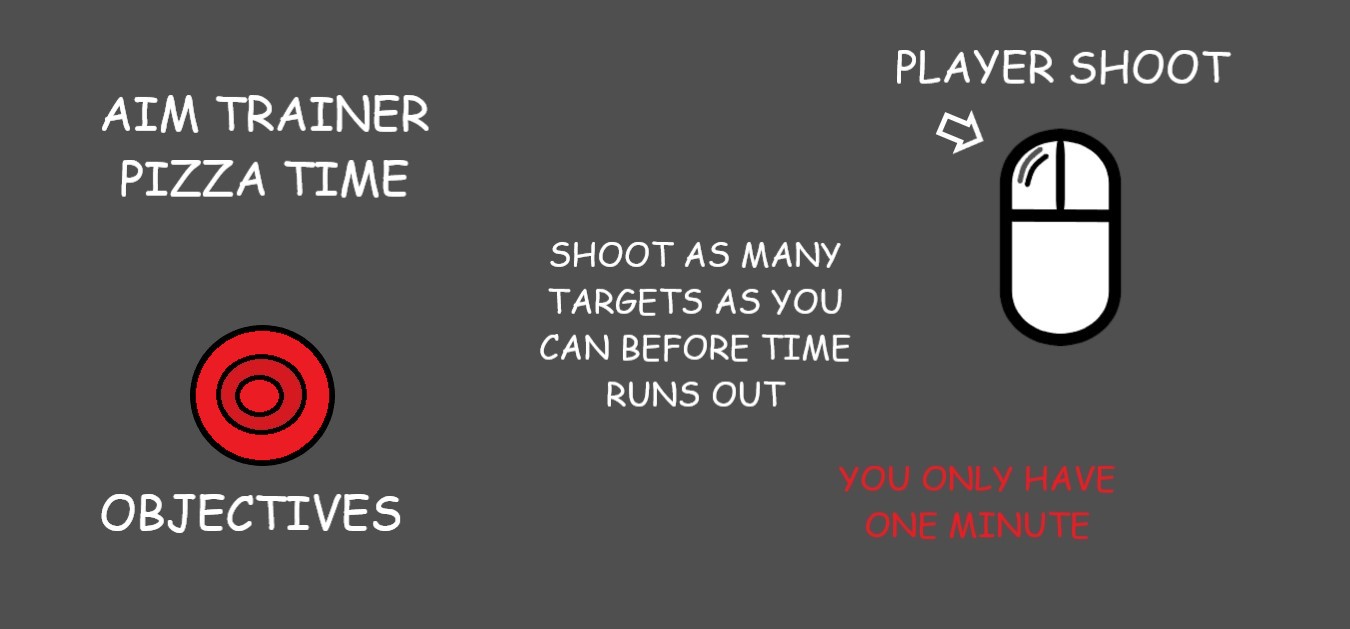 AIM TRAINER
PIZZA TIME
OBJECTIVES
SHOOT AS MANY
TARGETS AS YOU
CAN BEFORE TIME
RUNS OUT
PLAYER SHOOT
YOU ONLY HAVE
ONE MINUTE